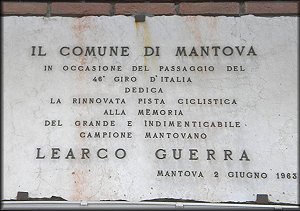 IL COMUNE DI MANTOVA
IN OCCASIONE DEL PASSAGGIO DEL
46° GIRO D'ITALIA
DEDICA
LA RINNOVATA PISTA CICLISTICA
ALLA MEMORIA
DEL GRANDE E INDIMENTICABILE
CAMPIONE MANTOVANO
LEARCO GUERRA
MANTOVA 2 GIUGNO 1963